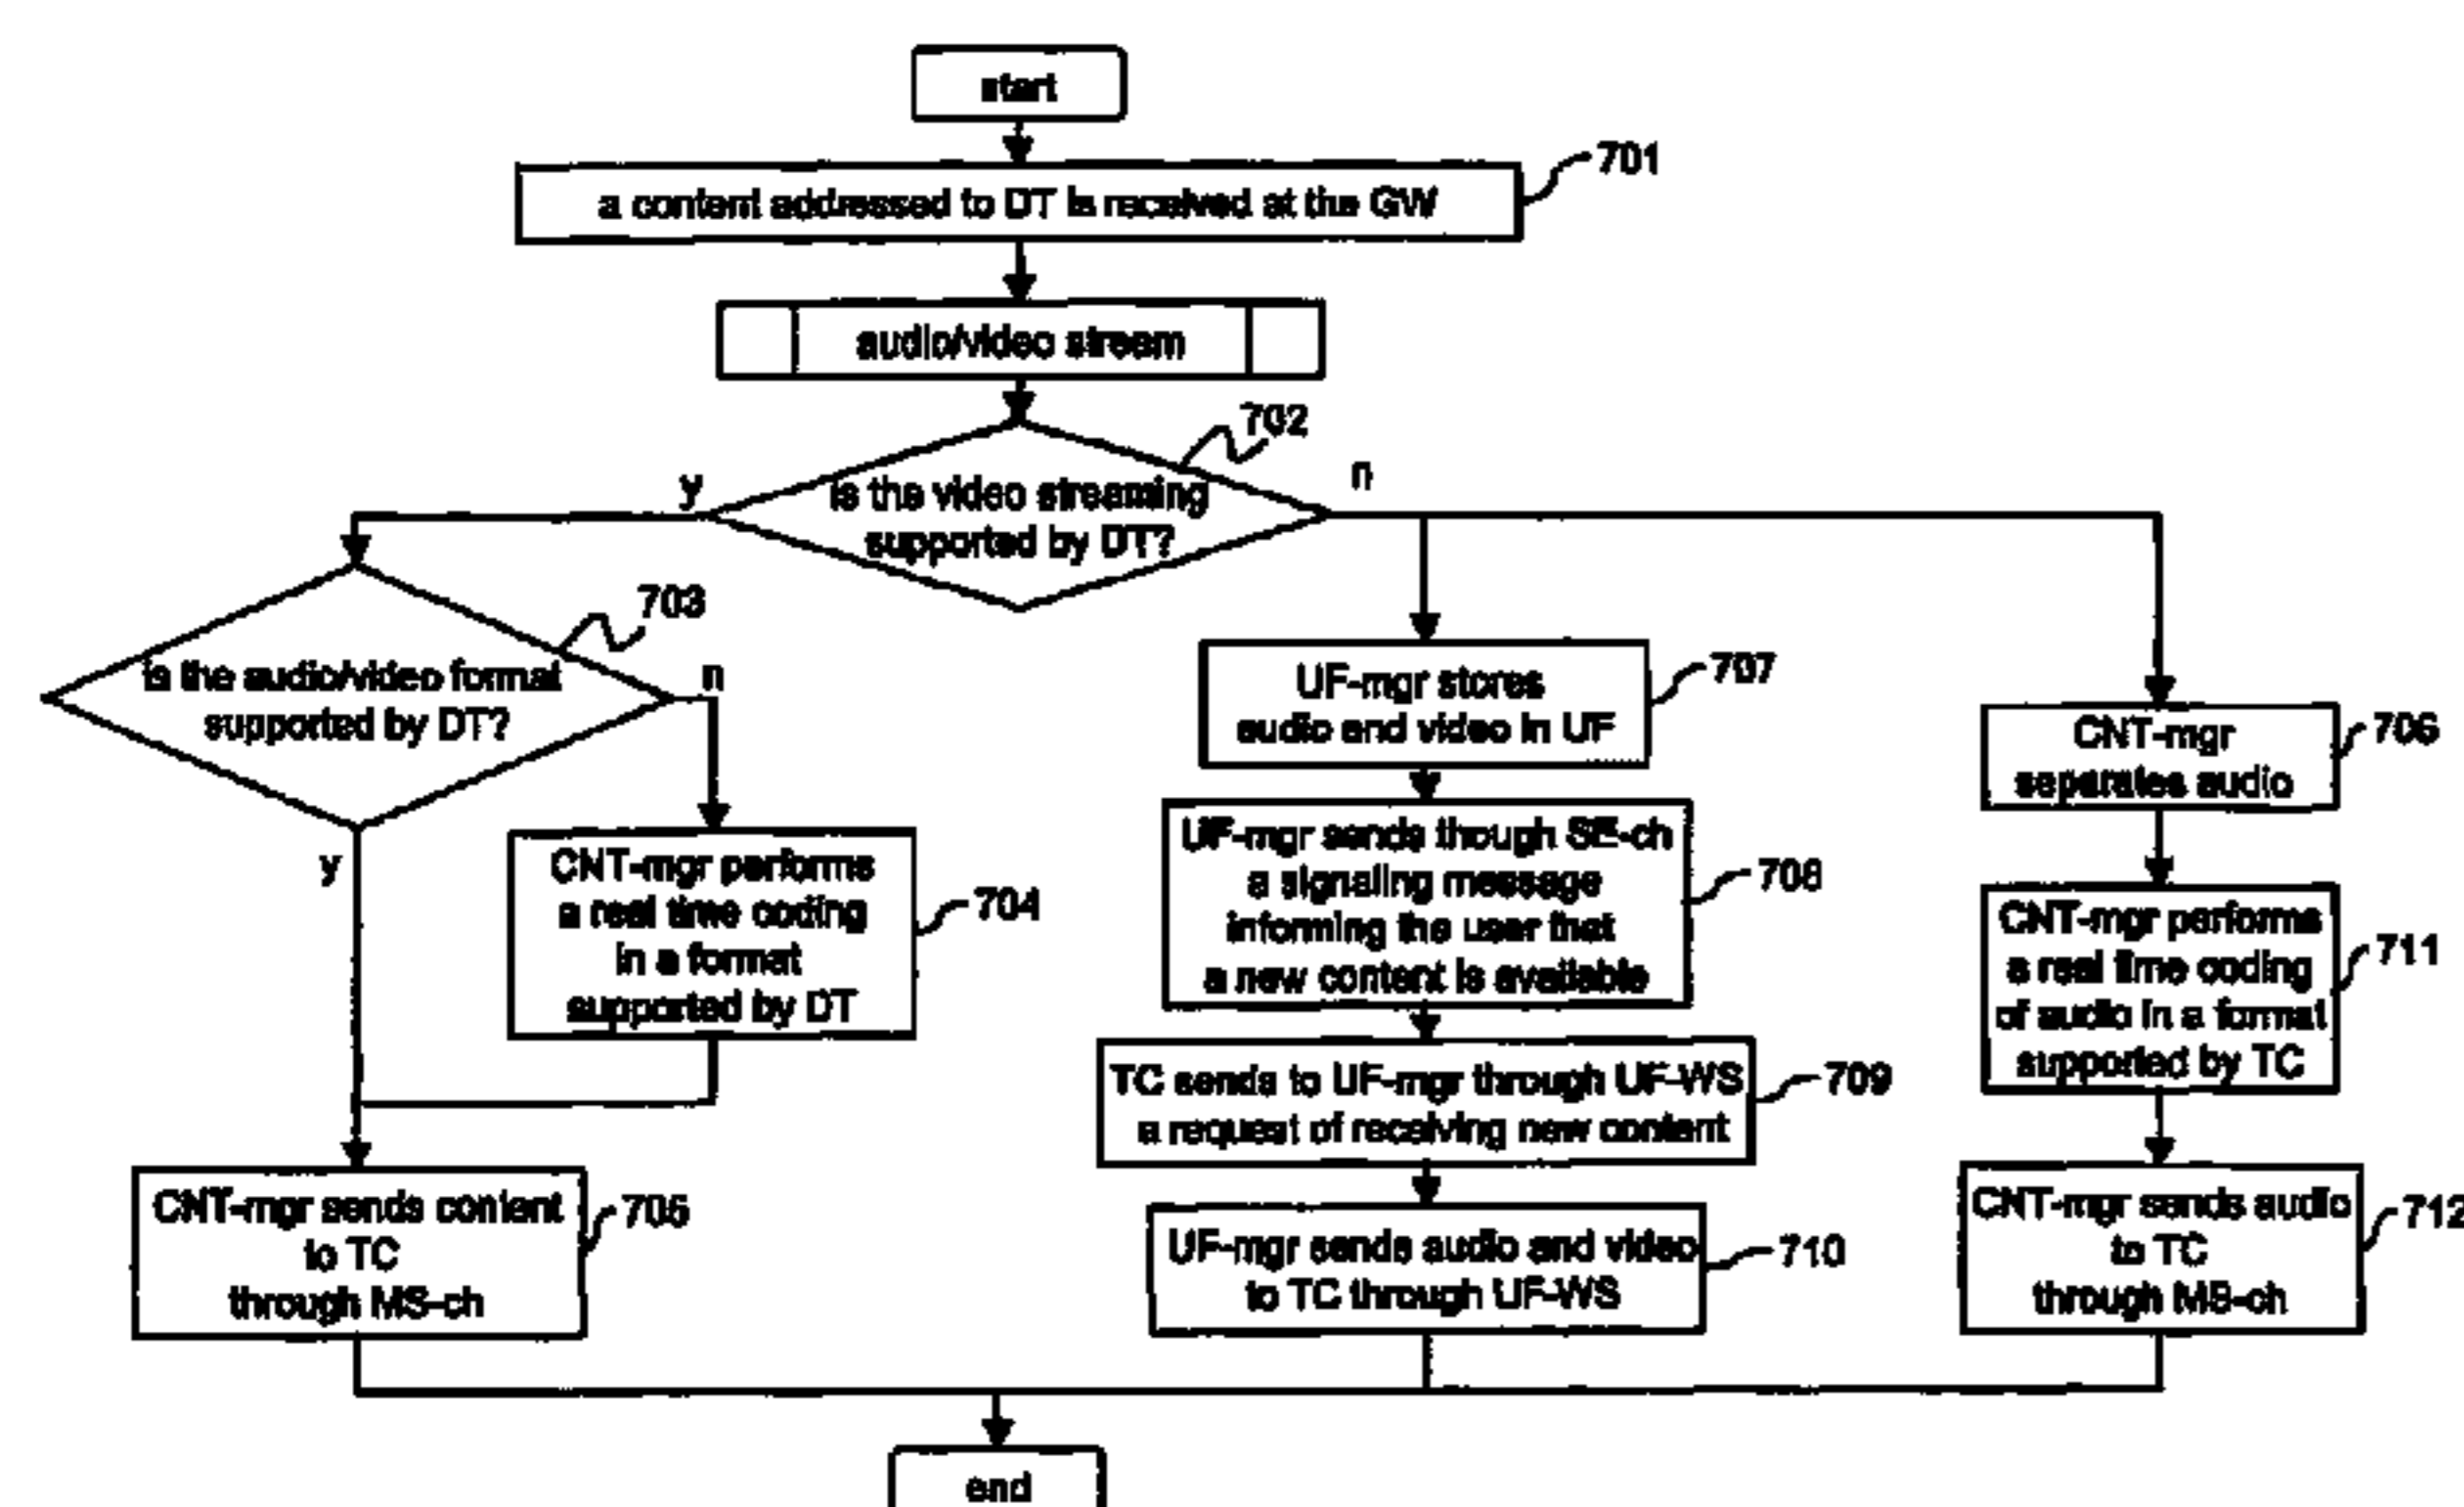 start
a content addressed to DT is received at the GW
701
audio/video stream
702
y
n
is the video streaming
supported by DT?
703
is the audio/video format
supported by DT?
n
y
UF-mgr stores
audio and video in UF
707
CNT-mgr
separates audio
706
CNT-mgr performs
a real time coding
in a format
supported by DT
704
UF-mgr sends though SE-ch
a signaling message
informing the user that
a new content is available
708
CNT-mgr performs
a real time coding
of audio in a format
supported by TC
711
TC sends to UF-mgr through UF-WS
a request of receiving new content
709
CNT-mgr sends content
to TC
through MS-ch
705
UF-mgr sends audio and video
to TC through UF-WS
710
CNT-mgr sends audio
to TC
through MS-ch
712
end